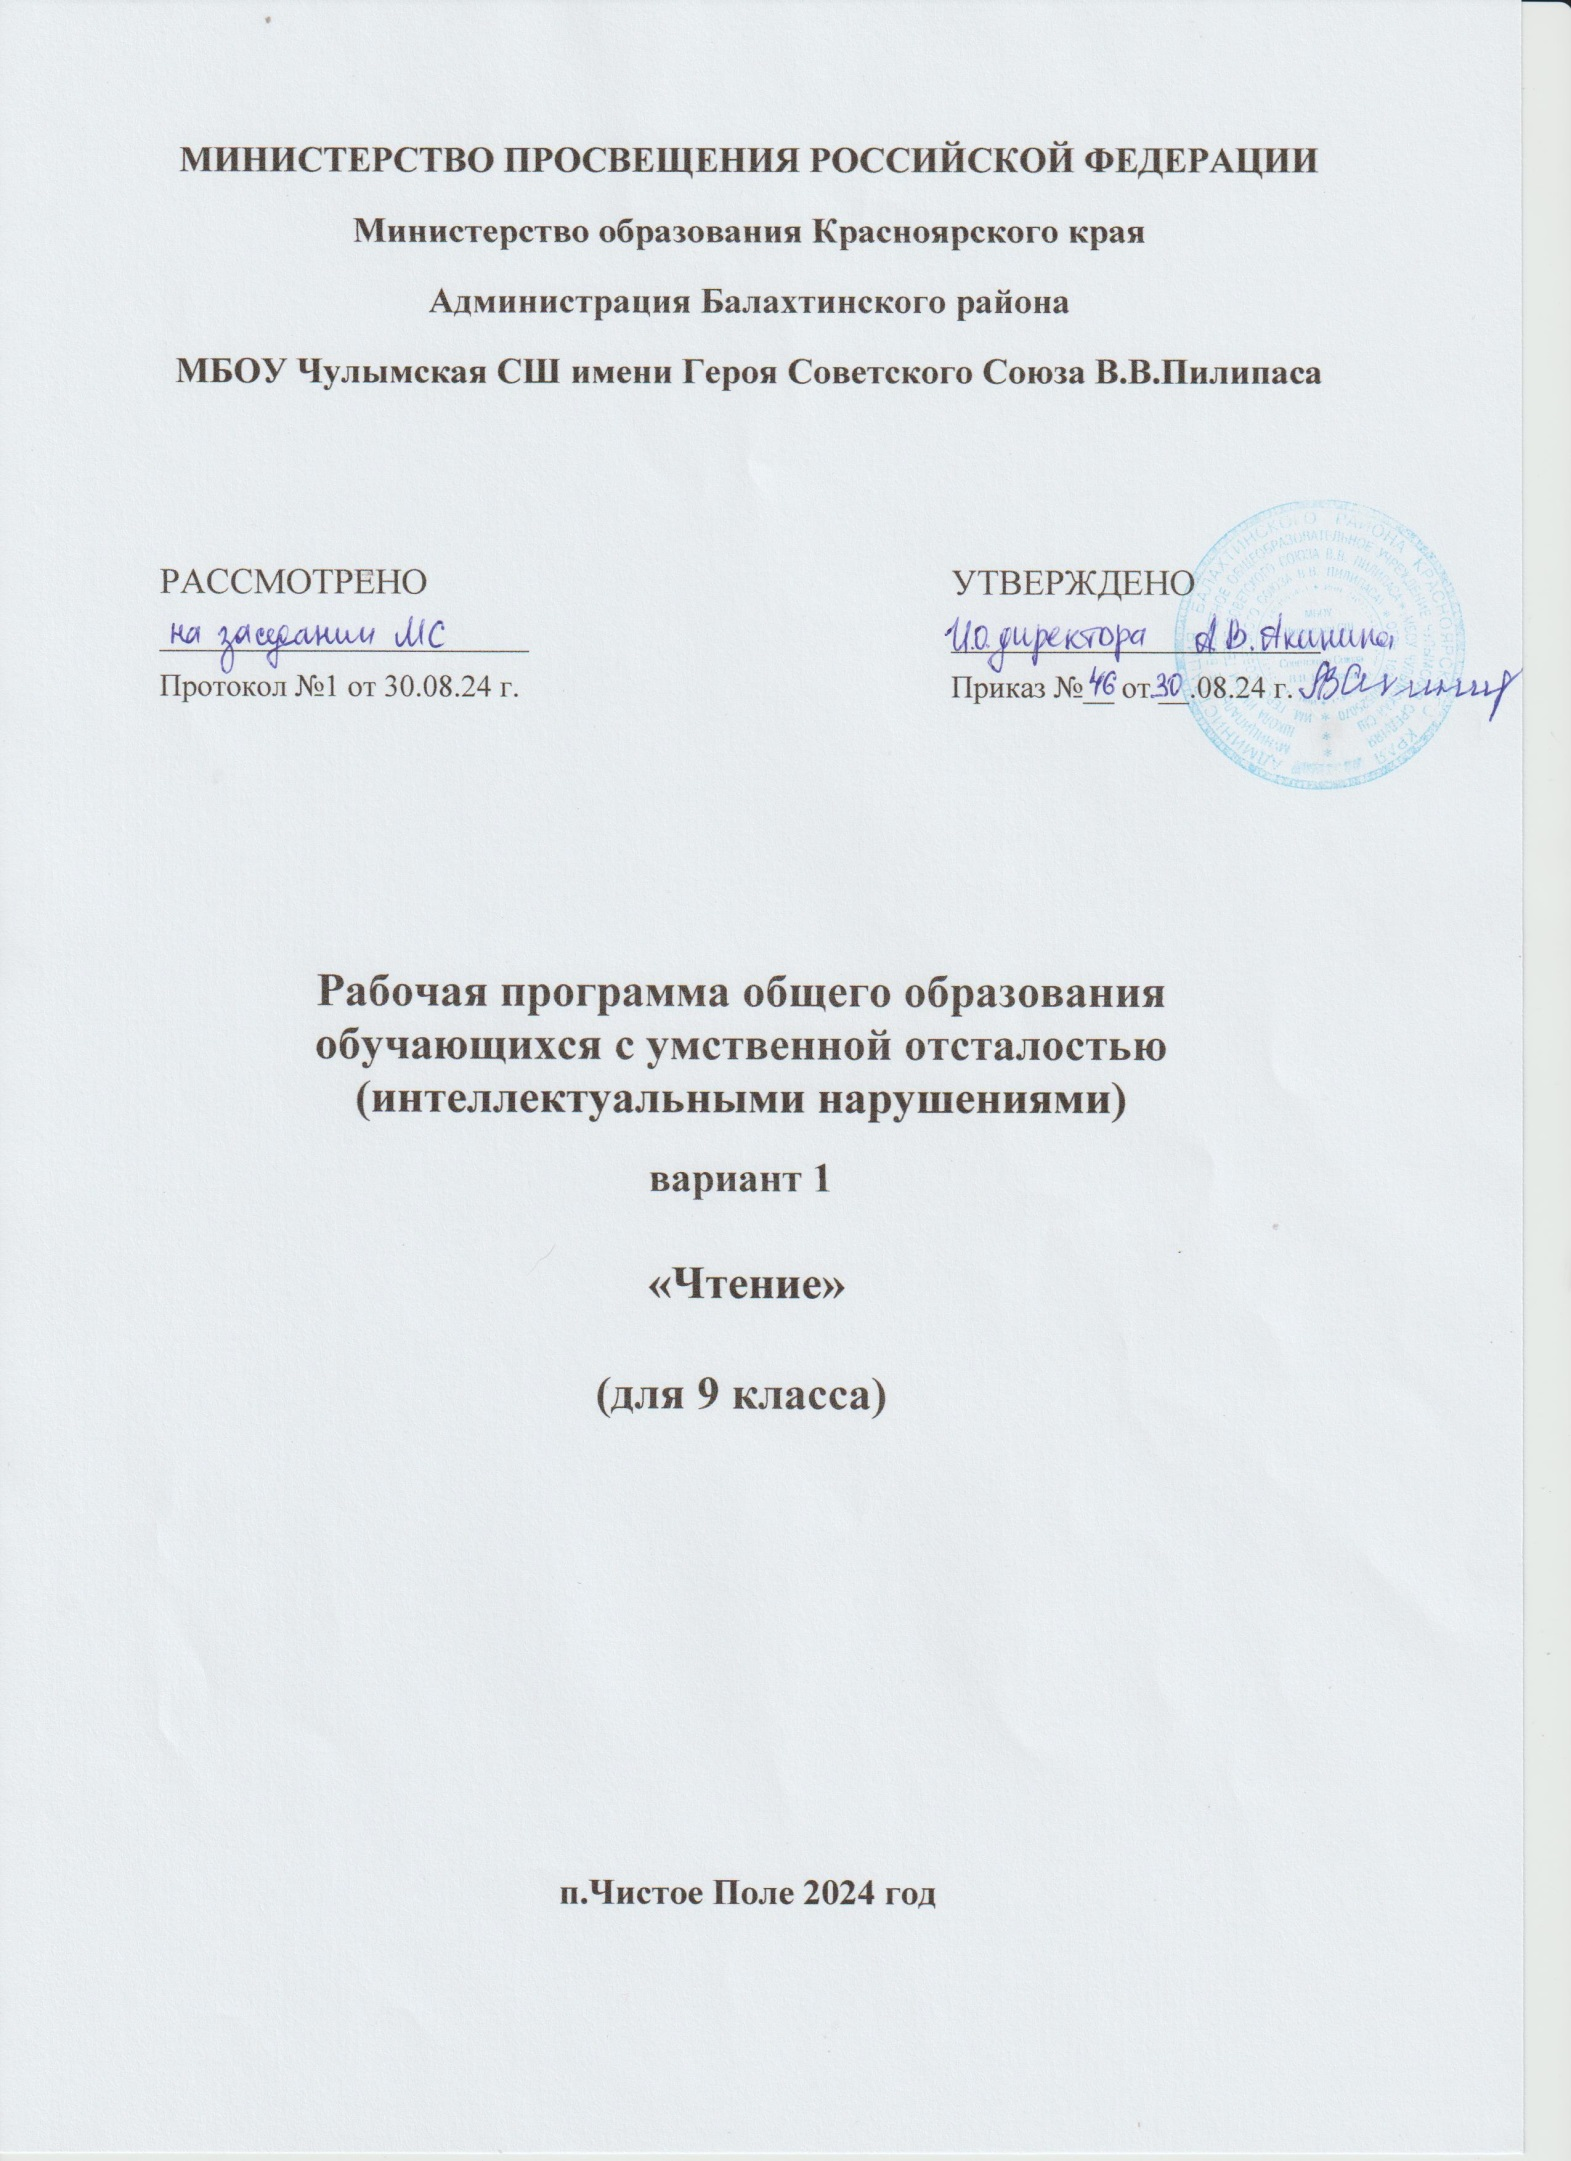 МИНИСТЕРСТВО ПРОСВЕЩЕНИЯ РОССИЙСКОЙ ФЕДЕРАЦИИ
Министерство образования Красноярского края
Администрация Балахтинского района
МБОУ Чулымская СШ имени Героя Советского Союза В.В.Пилипаса
РАССМОТРЕНО
на заседании МС
Протокол №1 от 30.08.24 г.
УТВЕРЖДЕНО
И.о. директора А.В. Акинина
Приказ №46 от 30.08.24 г.
Рабочая программа общего образования
обучающихся с умственной отсталостью
(интеллектуальными нарушениями)
вариант 1
«Чтение»
(для 9 класса)
п.Чистое Поле 2024 год